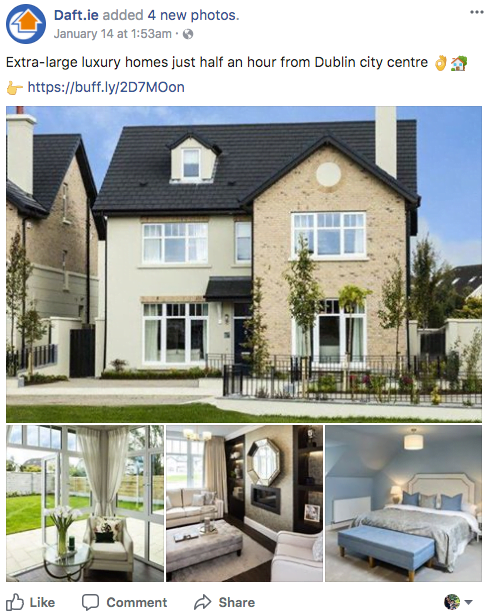 Daft.ie added 4 new photos.
January 14 at 1:53am ·
Extra-large luxury homes just half an hour from Dublin city centre 👌🏡
👉 https://buff.ly/2D7MOon
Like Comment Share